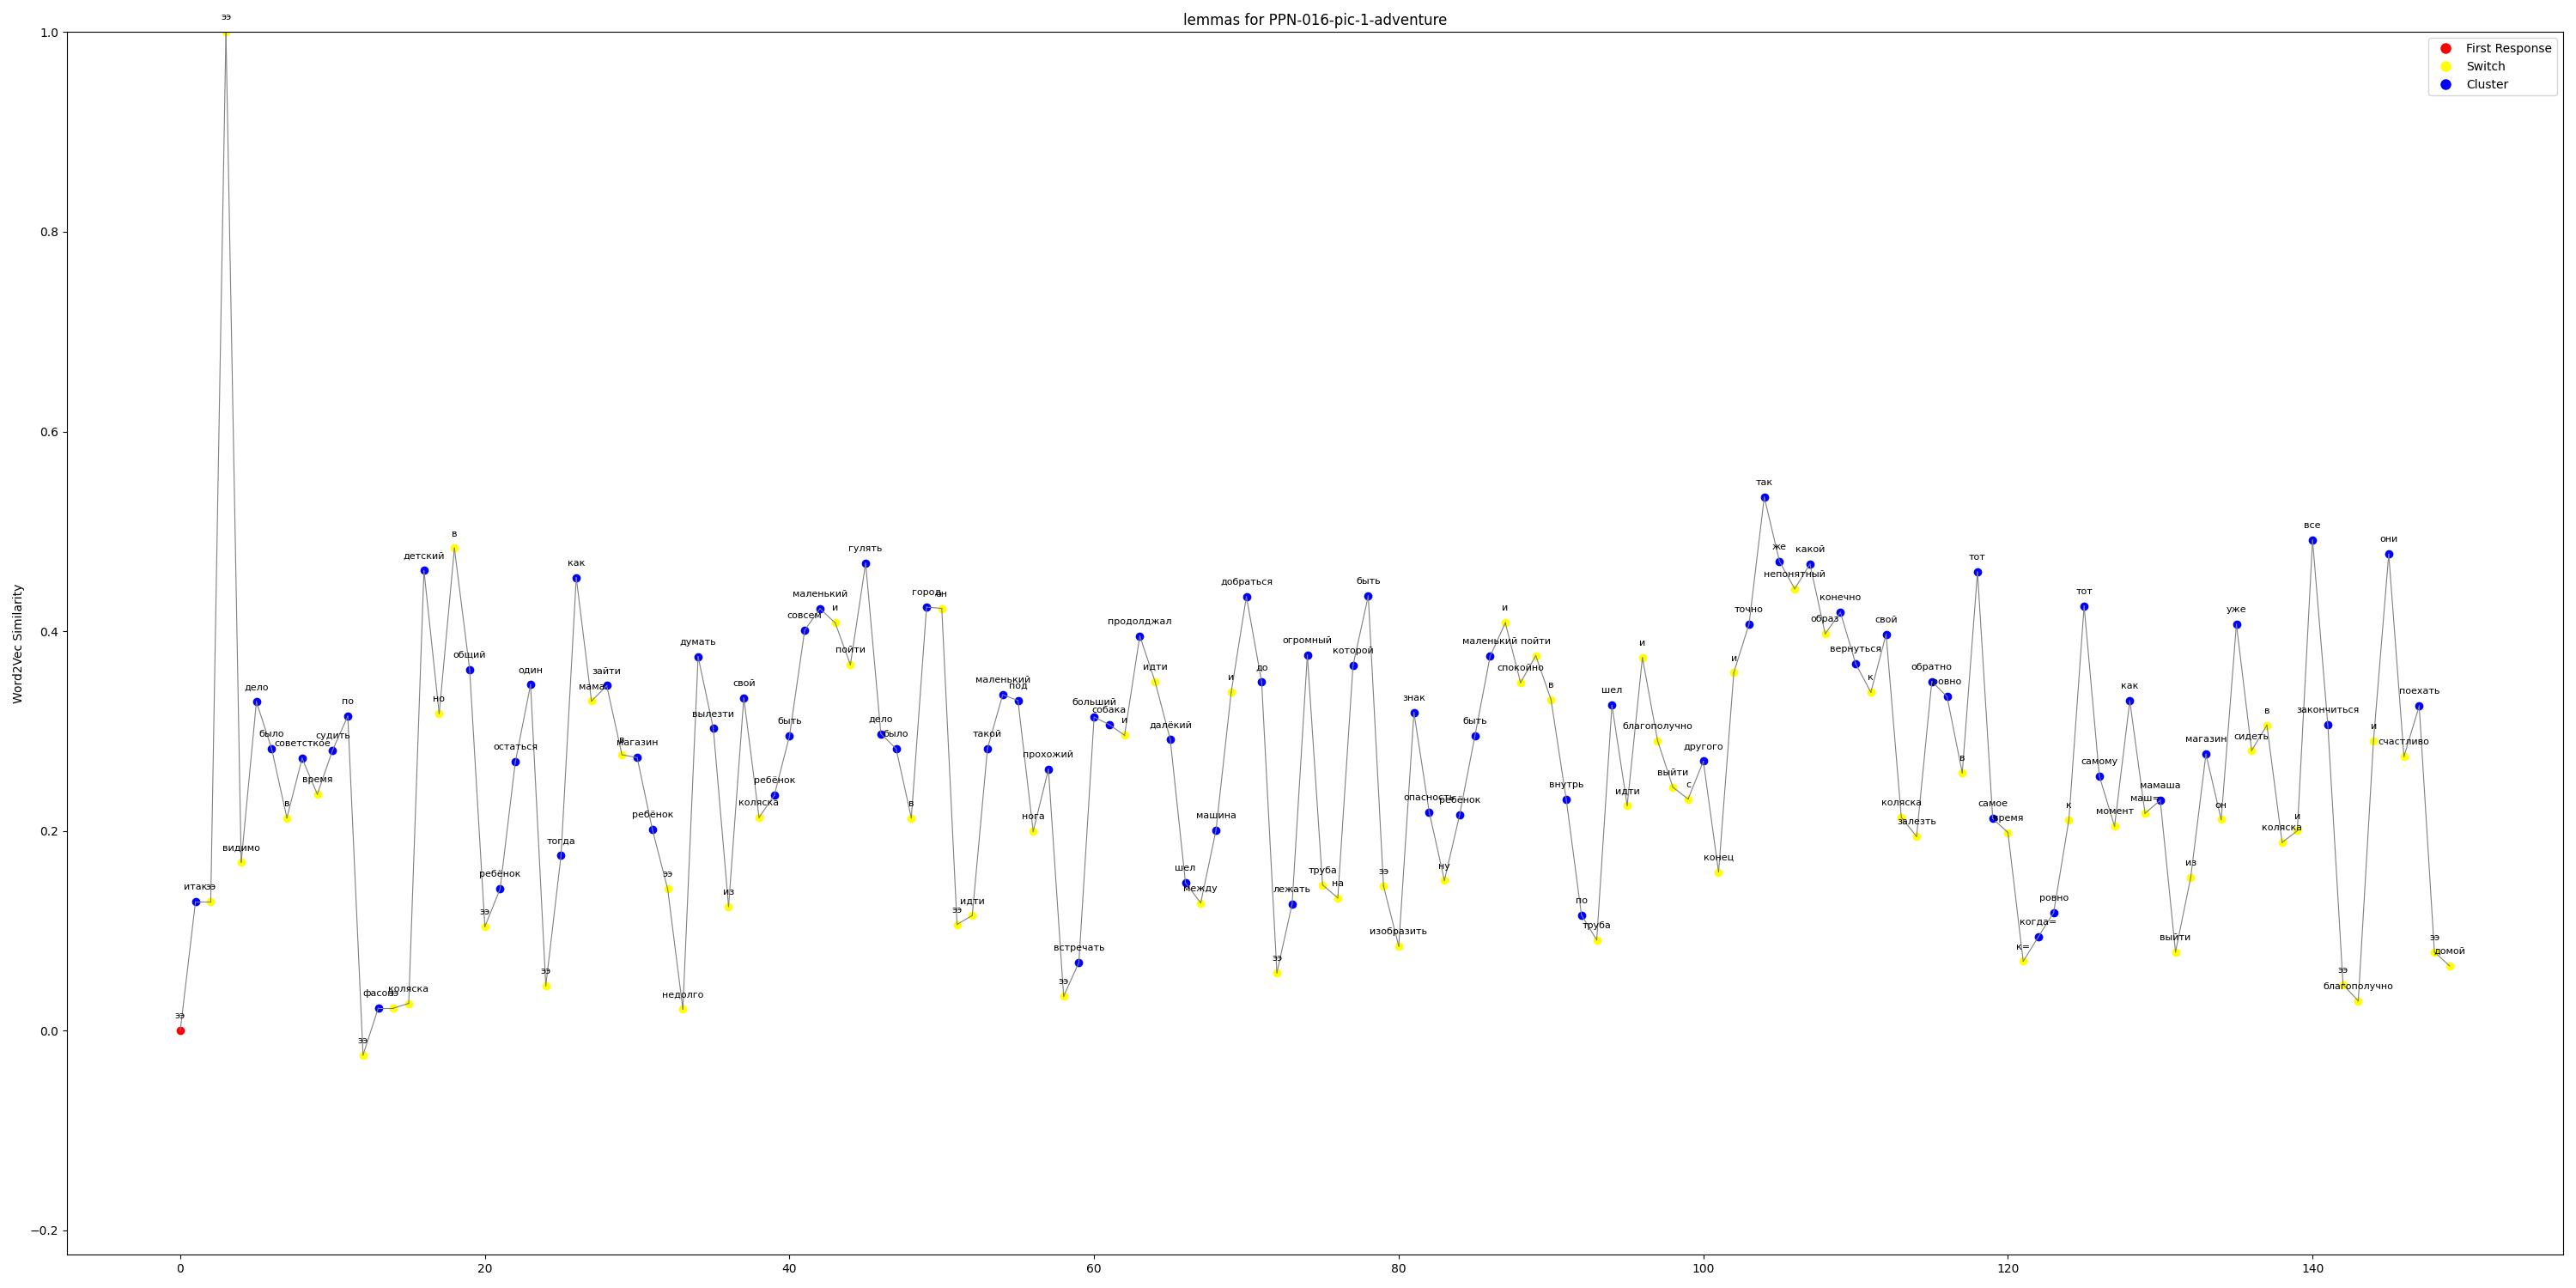 lemmas for PPN-016-pic-1-adventure
First Response
Switch
Cluster
Word2Vec Similarity
1.0
0.8
0.6
0.4
0.2
0.0
−0.2
0
20
40
60
80
100
120
140
ээ
итак
ээ
ээ
видимо
дело
было
в
советсткое
время
судить
по
ээ
фасон
ээ
коляска
детский
но
в
общий
ээ
ребёнок
остаться
один
ээ
тогда
как
мама
зайти
в
магазин
ребёнок
ээ
недолго
думать
вылезти
из
свой
коляска
ребёнок
быть
совсем
маленький
и
пойти
гулять
дело
было
в
город
он
ээ
идти
такой
маленький
под
нога
прохожий
ээ
встречать
больший
собака
и
продолджал
идти
далёкий
шел
между
машина
и
добраться
до
ээ
лежать
огромный
труба
на
которой
быть
ээ
изобразить
знак
опасность
ну
ребёнок
быть
маленький
и
спокойно
пойти
в
внутрь
по
труба
шел
идти
и
благополучно
выйти
с
другого
конец
и
точно
так
же
непонятный
какой
образ
конечно
вернуться
к
свой
коляска
залезть
обратно
ровно
в
тот
самое
время
к=
когда=
ровно
к
тот
самому
момент
как
маш=
мамаша
выйти
из
магазин
он
уже
сидеть
в
коляска
и
все
закончиться
ээ
благополучно
и
они
счастливо
поехать
ээ
домой